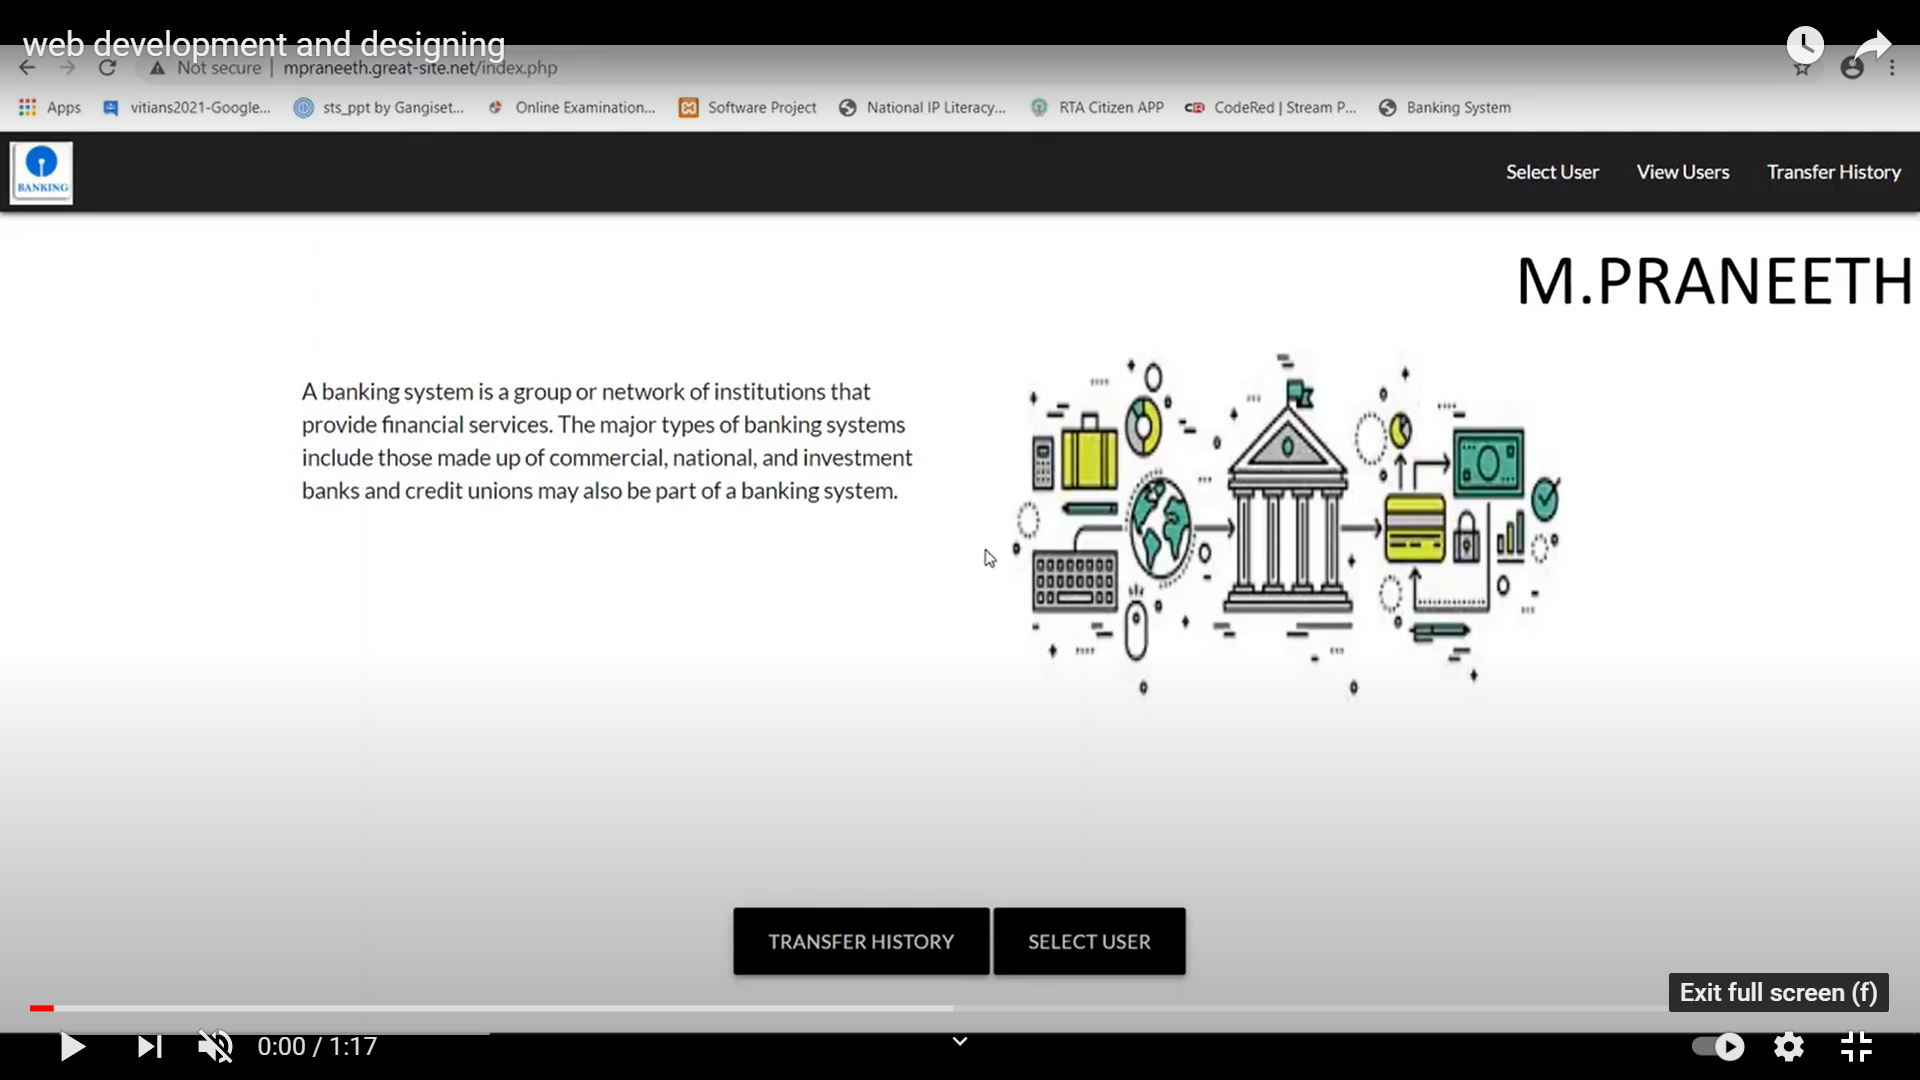 web development and designing
Not secure | mpraneeth.great-site.net/index.php
Apps vitians2021-Google... sts_ppt by Gangiset... Online Examination... Software Project National IP Literacy... RTA Citizen APP CodeRed | Stream P... Banking System
BANKING
Select User View Users Transfer History
M.PRANEETH
A banking system is a group or network of institutions that
provide financial services. The major types of banking systems
include those made up of commercial, national, and investment
banks and credit unions may also be part of a banking system.
TRANSFER HISTORY SELECT USER
Exit full screen (f)
0:00 / 1:17